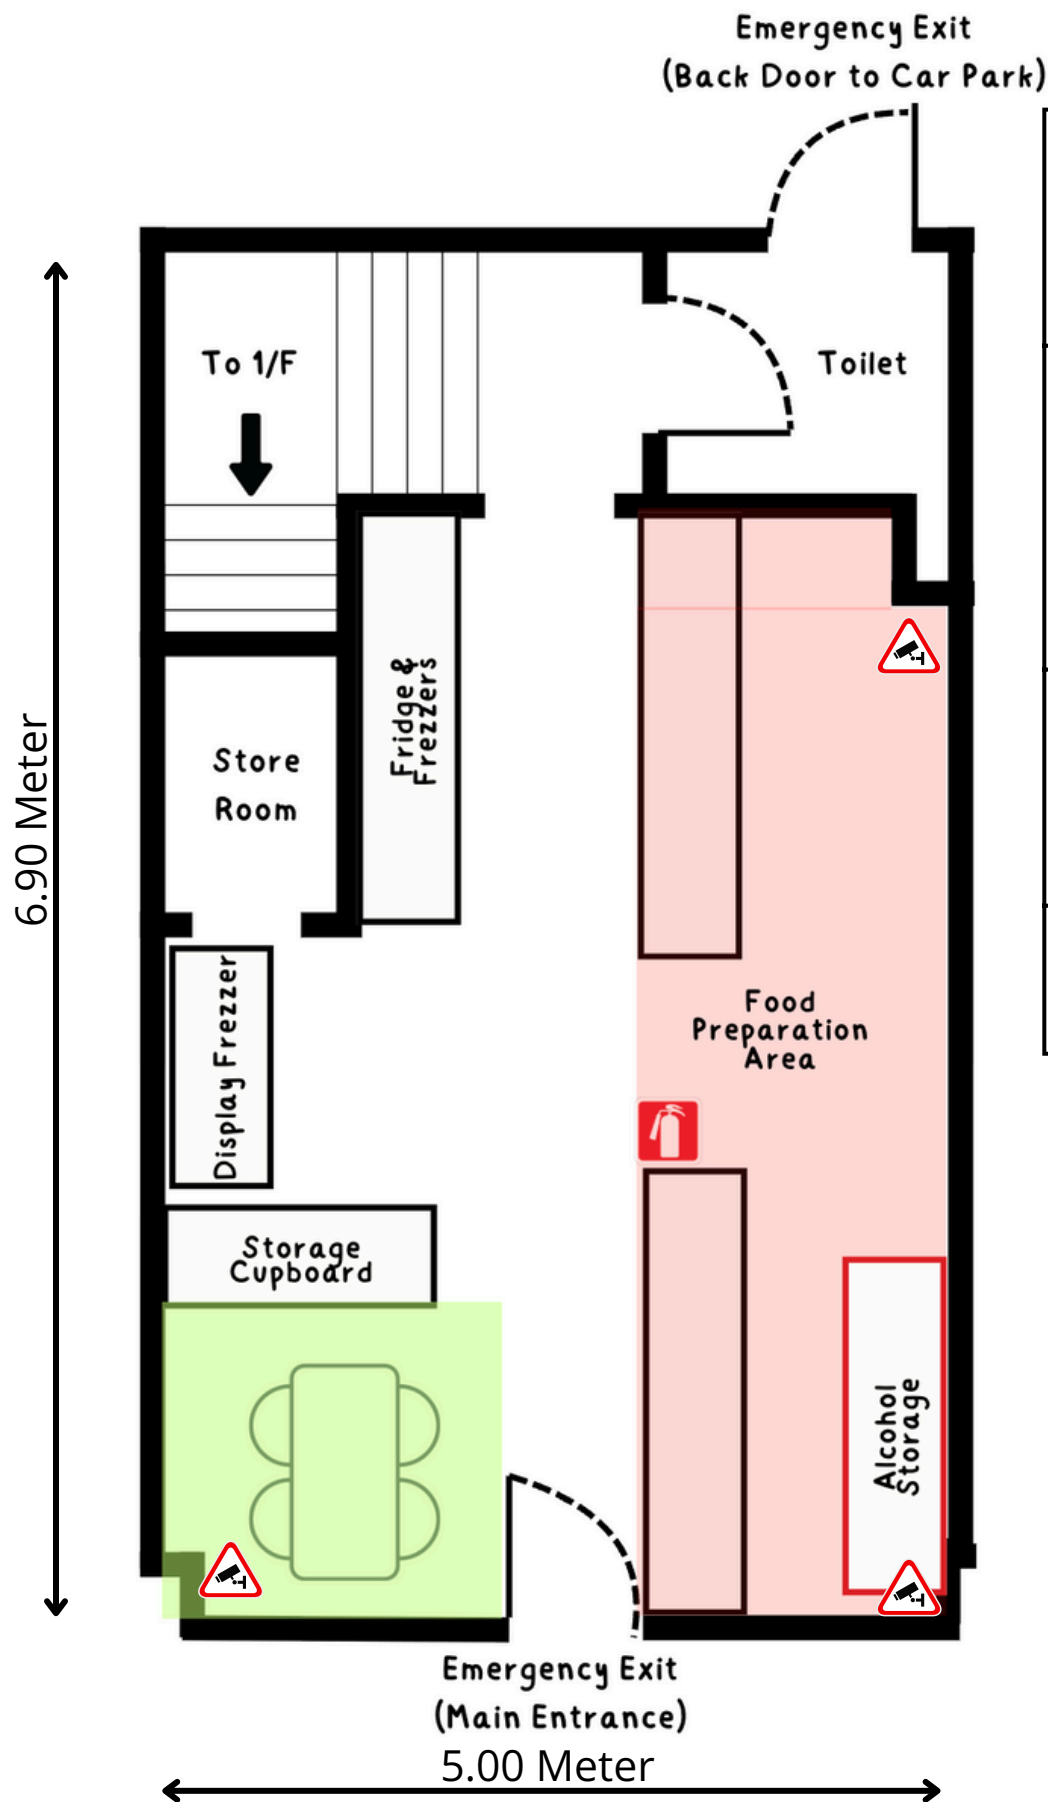 Emergency Exit
(Back Door to Car Park)
To 1/F
Toilet
Fridge &
Frezzers
Store
Room
6.90 Meter
Display Frezzer
Food
Preparation
Area
Storage
Cupboard
Alcohol
Storage
Emergency Exit
(Main Entrance)
5.00 Meter